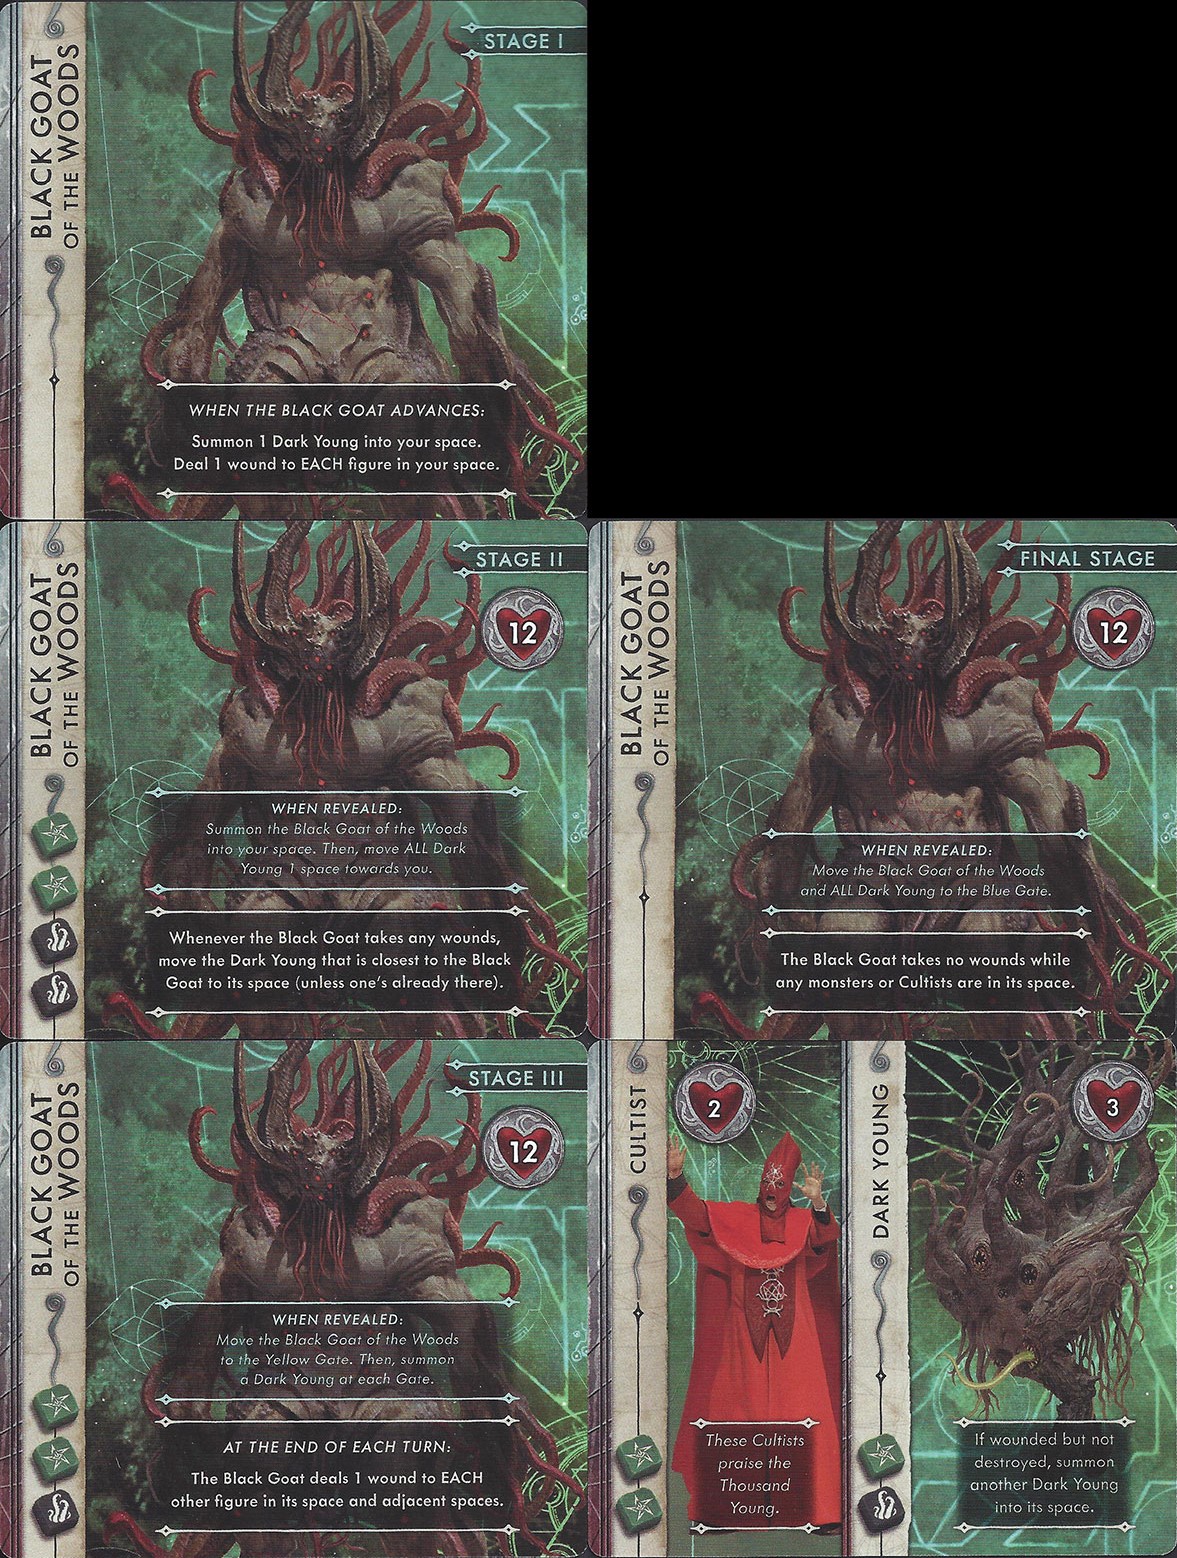 BLACK GOAT
OF THE WOODS
STAGE I
WHEN THE BLACK GOAT ADVANCES:
Summon 1 Dark Young into your space.
Deal 1 wound to EACH figure in your space.
BLACK GOAT
OF THE WOODS
STAGE II
12
WHEN REVEALED:
Summon the Black Goat of the Woods
into your space. Then, move ALL Dark
Young 1 space towards you.
Whenever the Black Goat takes any wounds,
move the Dark Young that is closest to the Black
Goat to its space (unless one's already there).
BLACK GOAT
OF THE WOODS
FINAL STAGE
12
WHEN REVEALED:
Move the Black Goat of the Woods
and ALL Dark Young to the Blue Gate.
The Black Goat takes no wounds while
any monsters or Cultists are in its space.
BLACK GOAT
OF THE WOODS
STAGE III
12
WHEN REVEALED:
Move the Black Goat of the Woods
to the Yellow Gate. Then, summon
a Dark Young at each Gate.
AT THE END OF EACH TURN:
The Black Goat deals 1 wound to EACH
other figure in its space and adjacent spaces.
CULTIST
2
These Cultists
praise the
Thousand
Young.
DARK YOUNG
3
If wounded but not
destroyed, summon
another Dark Young
into its space.